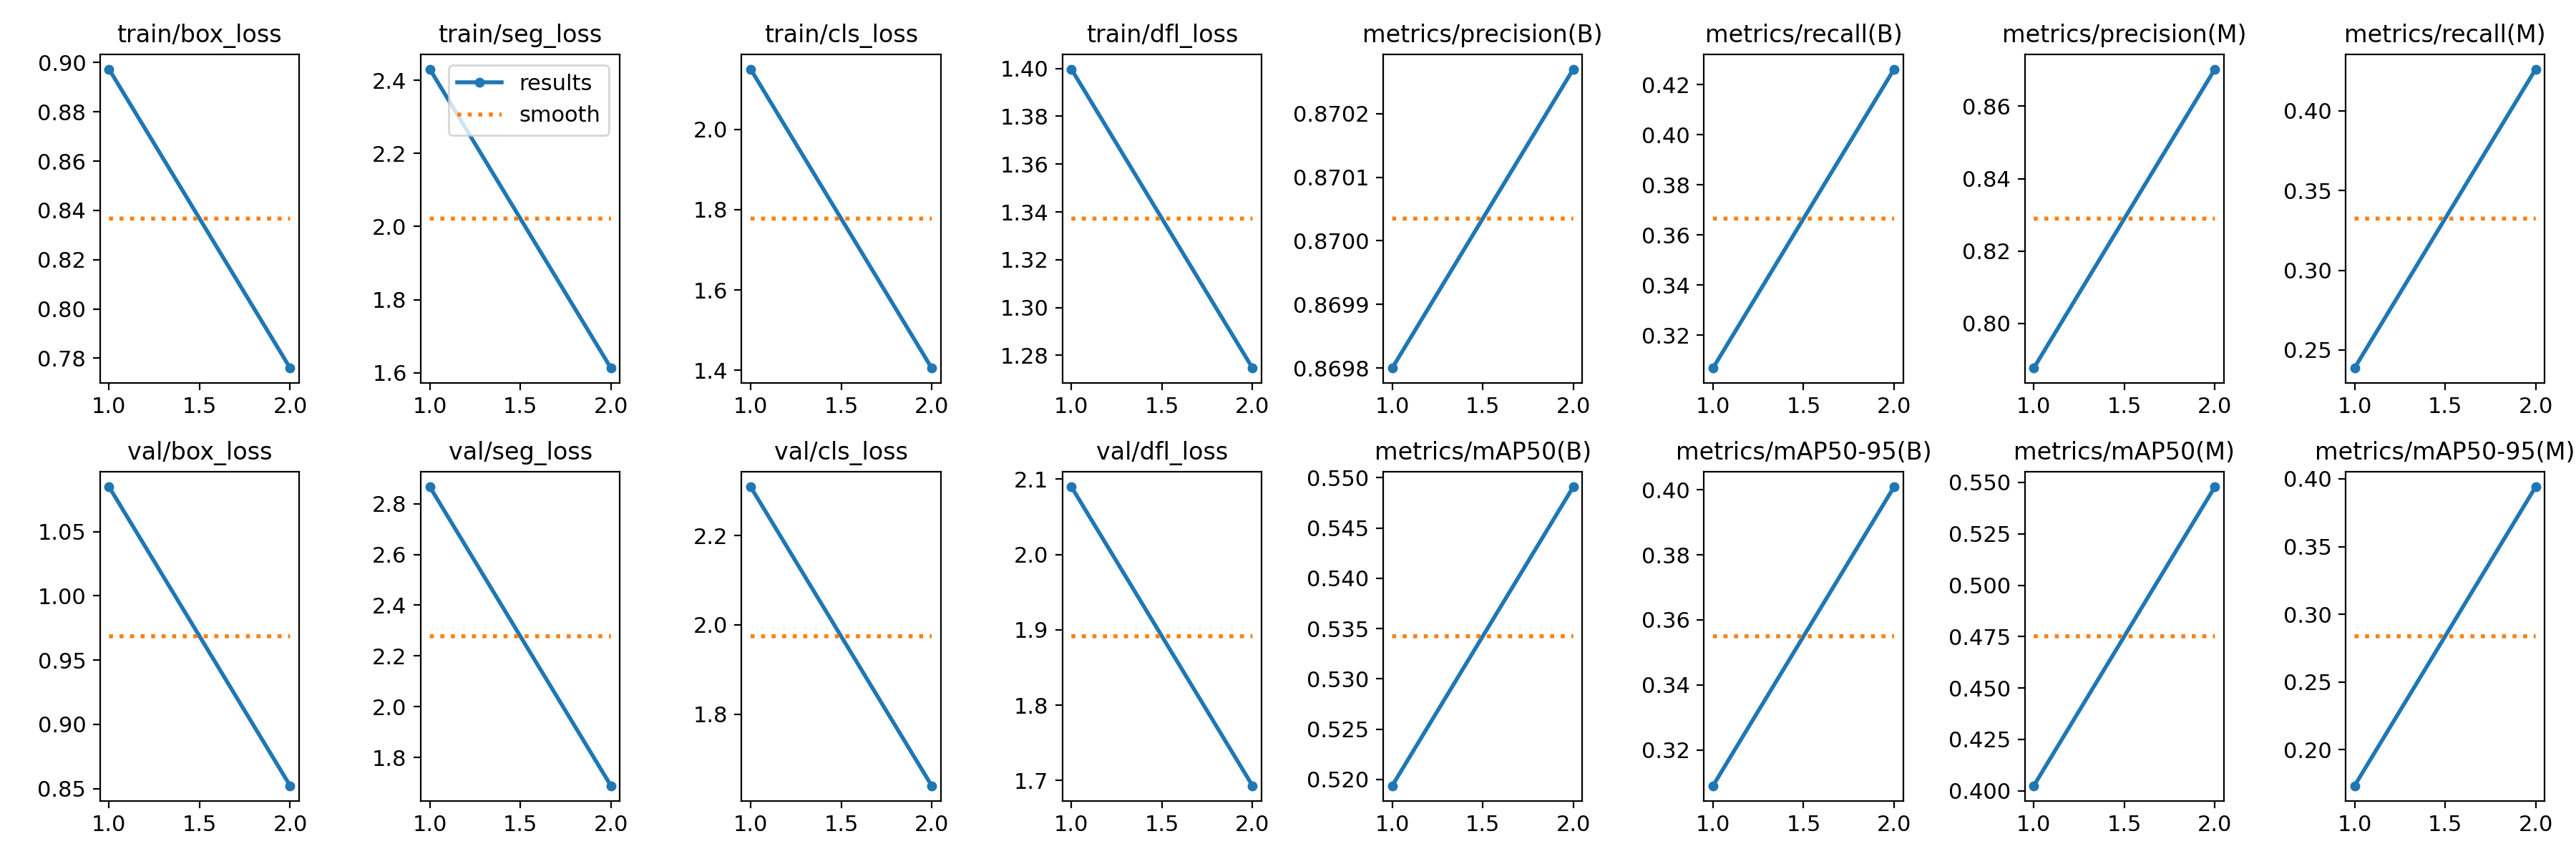 train/box_loss
0.90
0.88
0.86
0.84
0.82
0.80
0.78
1.0 1.5 2.0
train/seg_loss
2.4
2.2
2.0
1.8
1.6
results
smooth
1.0 1.5 2.0
train/cls_loss
2.0
1.8
1.6
1.4
1.0 1.5 2.0
train/dfl_loss
1.40
1.38
1.36
1.34
1.32
1.30
1.28
1.0 1.5 2.0
metrics/precision(B)
0.8702
0.8701
0.8700
0.8699
0.8698
1.0 1.5 2.0
metrics/recall(B)
0.42
0.40
0.38
0.36
0.34
0.32
1.0 1.5 2.0
metrics/precision(M)
0.86
0.84
0.82
0.80
1.0 1.5 2.0
metrics/recall(M)
0.40
0.35
0.30
0.25
1.0 1.5 2.0
val/box_loss
1.05
1.00
0.95
0.90
0.85
1.0 1.5 2.0
val/seg_loss
2.8
2.6
2.4
2.2
2.0
1.8
1.0 1.5 2.0
val/cls_loss
2.2
2.0
1.8
1.0 1.5 2.0
val/dfl_loss
2.1
2.0
1.9
1.8
1.7
1.0 1.5 2.0
metrics/mAP50(B)
0.550
0.545
0.540
0.535
0.530
0.525
0.520
1.0 1.5 2.0
metrics/mAP50-95(B)
0.40
0.38
0.36
0.34
0.32
1.0 1.5 2.0
metrics/mAP50(M)
0.550
0.525
0.500
0.475
0.450
0.425
0.400
1.0 1.5 2.0
metrics/mAP50-95(M)
0.40
0.35
0.30
0.25
0.20
1.0 1.5 2.0